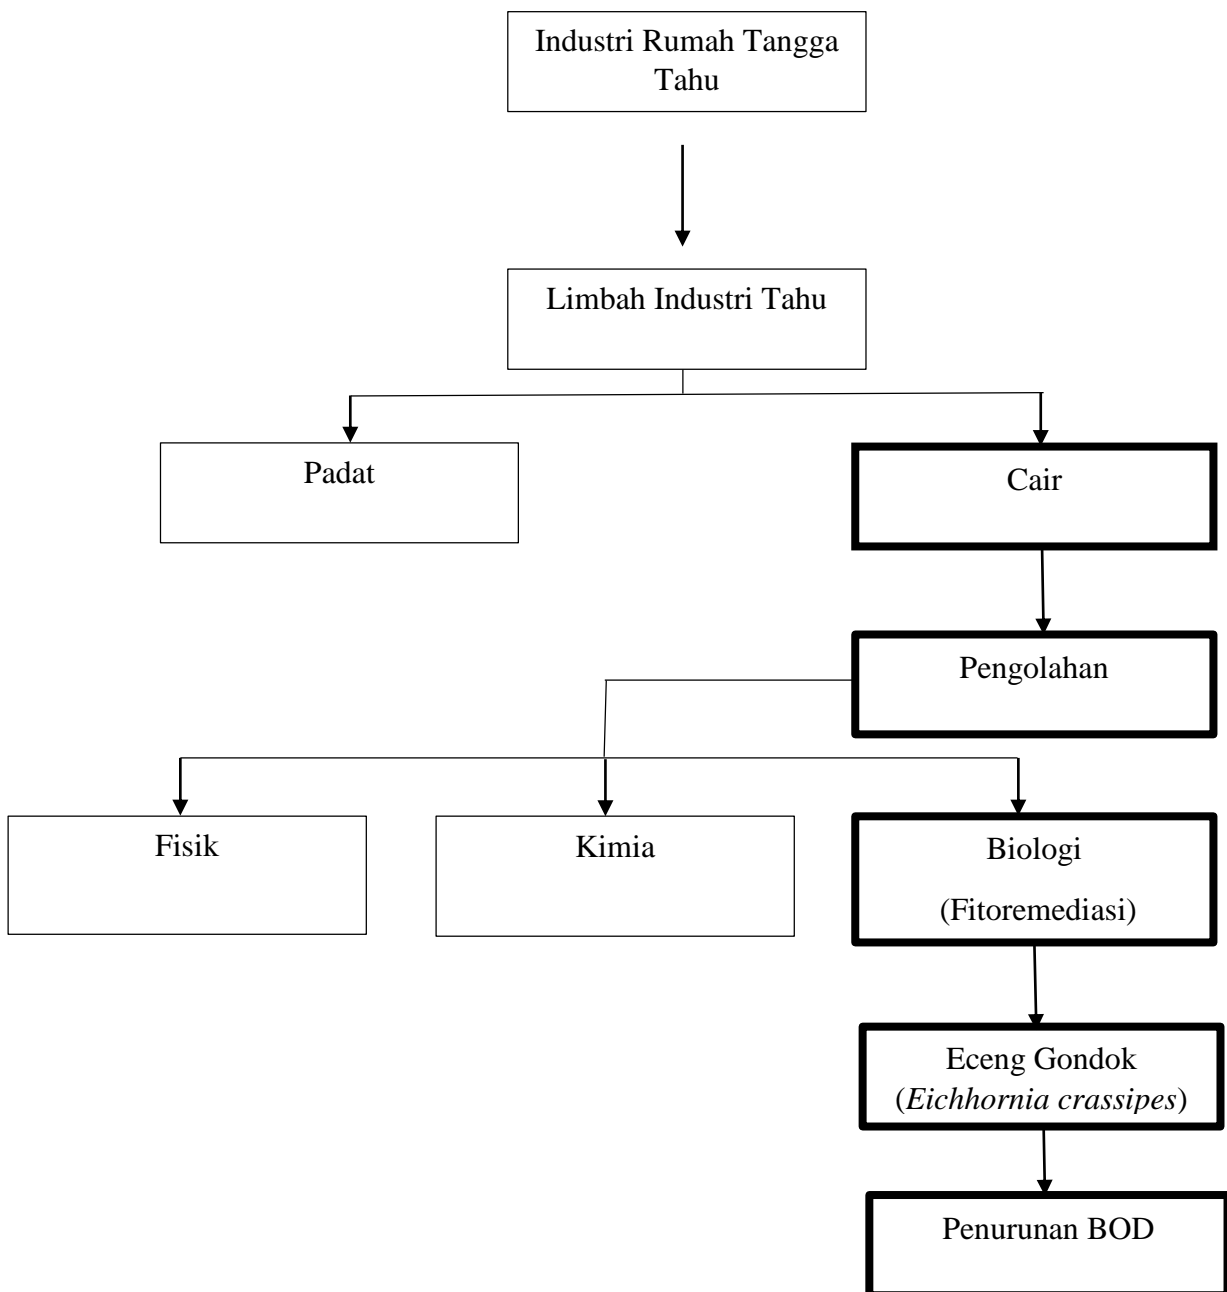 Industri Rumah Tangga
Tahu
Limbah Industri Tahu
Padat
Cair
Pengolahan
Fisik
Kimia
Biologi
(Fitoremediasi)
Eceng Gondok
(Eichhornia crassipes)
Penurunan BOD